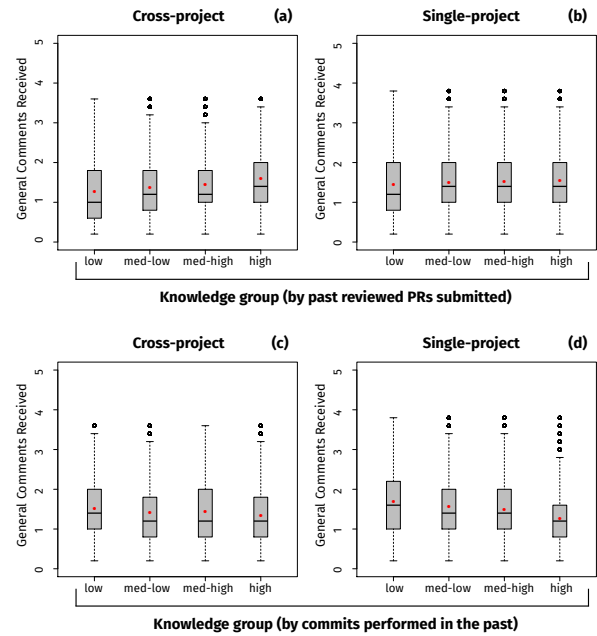 Cross-project (a)
Single-project (b)
General Comments Received
0 1 2 3 4 5
low med-low med-high high
General Comments Received
0 1 2 3 4 5
low med-low med-high high
Knowledge group (by past reviewed PRs submitted)
Cross-project (c)
Single-project (d)
General Comments Received
0 1 2 3 4 5
low med-low med-high high
General Comments Received
0 1 2 3 4 5
low med-low med-high high
Knowledge group (by commits performed in the past)